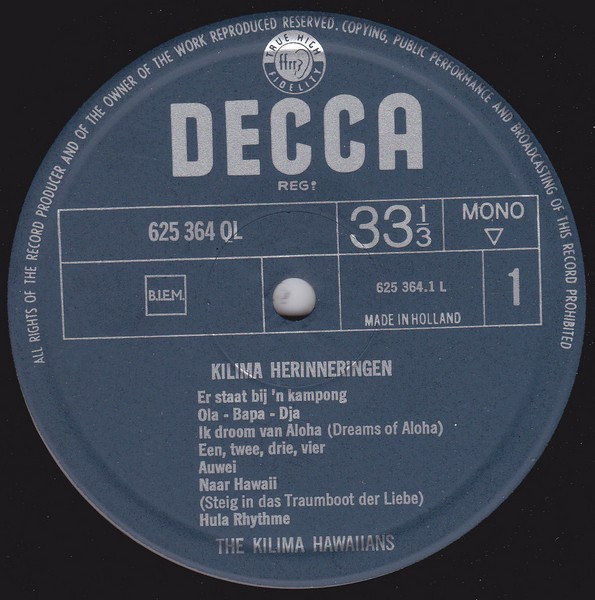 ALL RIGHTS OF THE RECORD PRODUCER AND OF THE OWNER OF THE WORK REPRODUCED RESERVED. COPYING, PUBLIC PERFORMANCE AND BROADCASTING OF THIS RECORD PROHIBITED
TRUE HIGH
ffrr
FIDELITY
DECCA
REGD
625 364 QL
33 1/3
MONO
B.I.E.M.
625 364.1 L
1
MADE IN HOLLAND
KILIMA HERINNERINGEN
Er staat bij 'n kampong
Ola - Bapa - Dja
Ik droom van Aloha (Dreams of Aloha)
Een, twee, drie, vier
Auwei
Naar Hawaii
(Steig in das Traumboot der Liebe)
Hula Rhythme
THE KILIMA HAWAIIANS